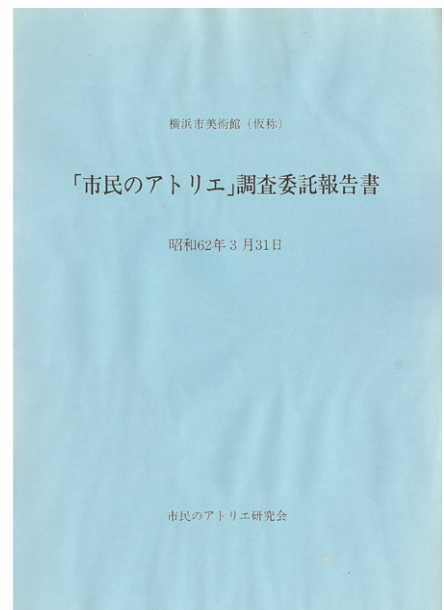 横浜市美術館（仮称）
「市民のアトリエ」調査委託報告書
昭和62年3月31日
市民のアトリエ研究会